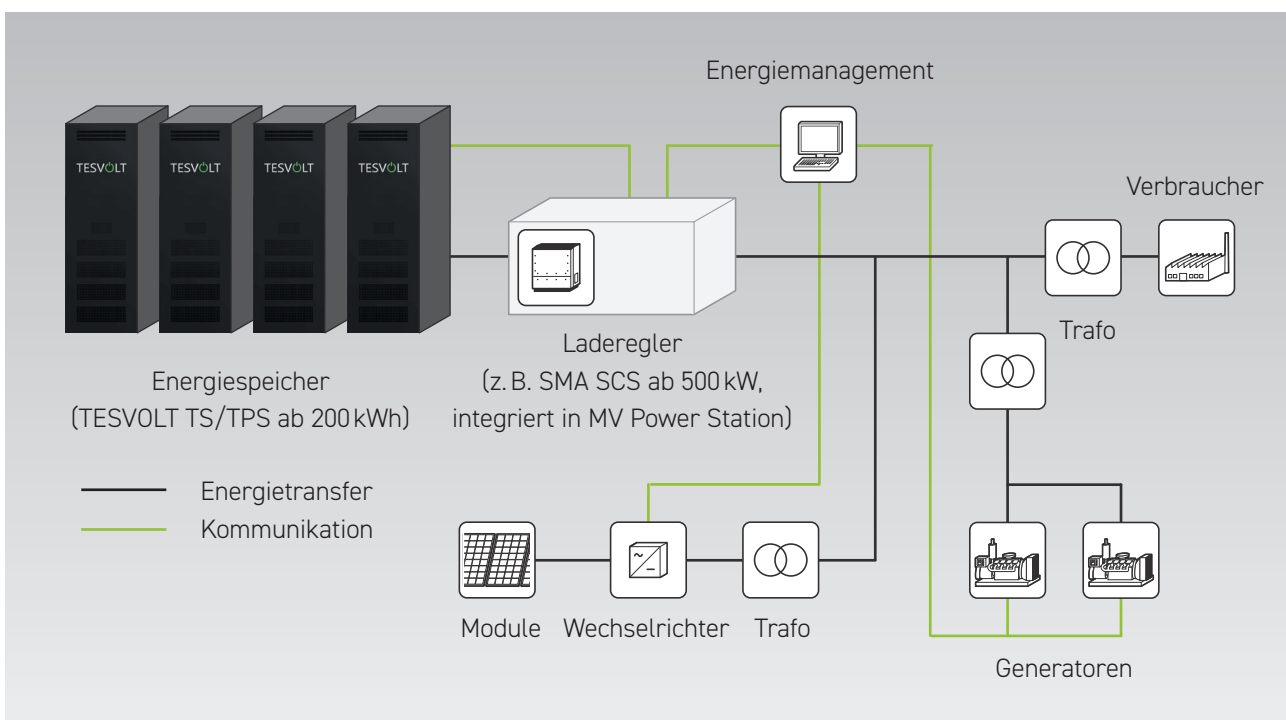 Energiemanagement
TESVOLT TESVOLT TESVOLT TESVOLT
Verbraucher
Trafo
Energiespeicher
(TESVOLT TS/TPS ab 200 kWh)
Laderegler
(z. B. SMA SCS ab 500 kW,
integriert in MV Power Station)
Energietransfer
Kommunikation
Module
Wechselrichter
Trafo
Generatoren